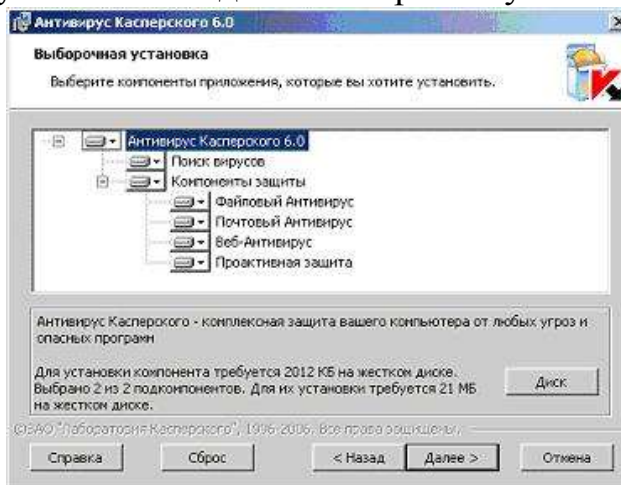 Антивирус Касперского 6.0
Выборочная установка
Выберите компоненты приложения, которые вы хотите установить.
Антивирус Касперского 6.0
Поиск вирусов
Компоненты защиты
Файловый Антивирус
Почтовый Антивирус
Веб-Антивирус
Проактивная защита
Антивирус Касперского - комплексная защита вашего компьютера от любых угроз и
опасных программ
Для установки компонента требуется 2012 КБ на жестком диске.
Выбрано 2 из 2 подкомпонентов. Для их установки требуется 21 МБ
на жестком диске.
Диск
ЗАО "Лаборатория Касперского", 1996-2006. Все права защищены.
Справка
Сброс
< Назад
Далее >
Отмена